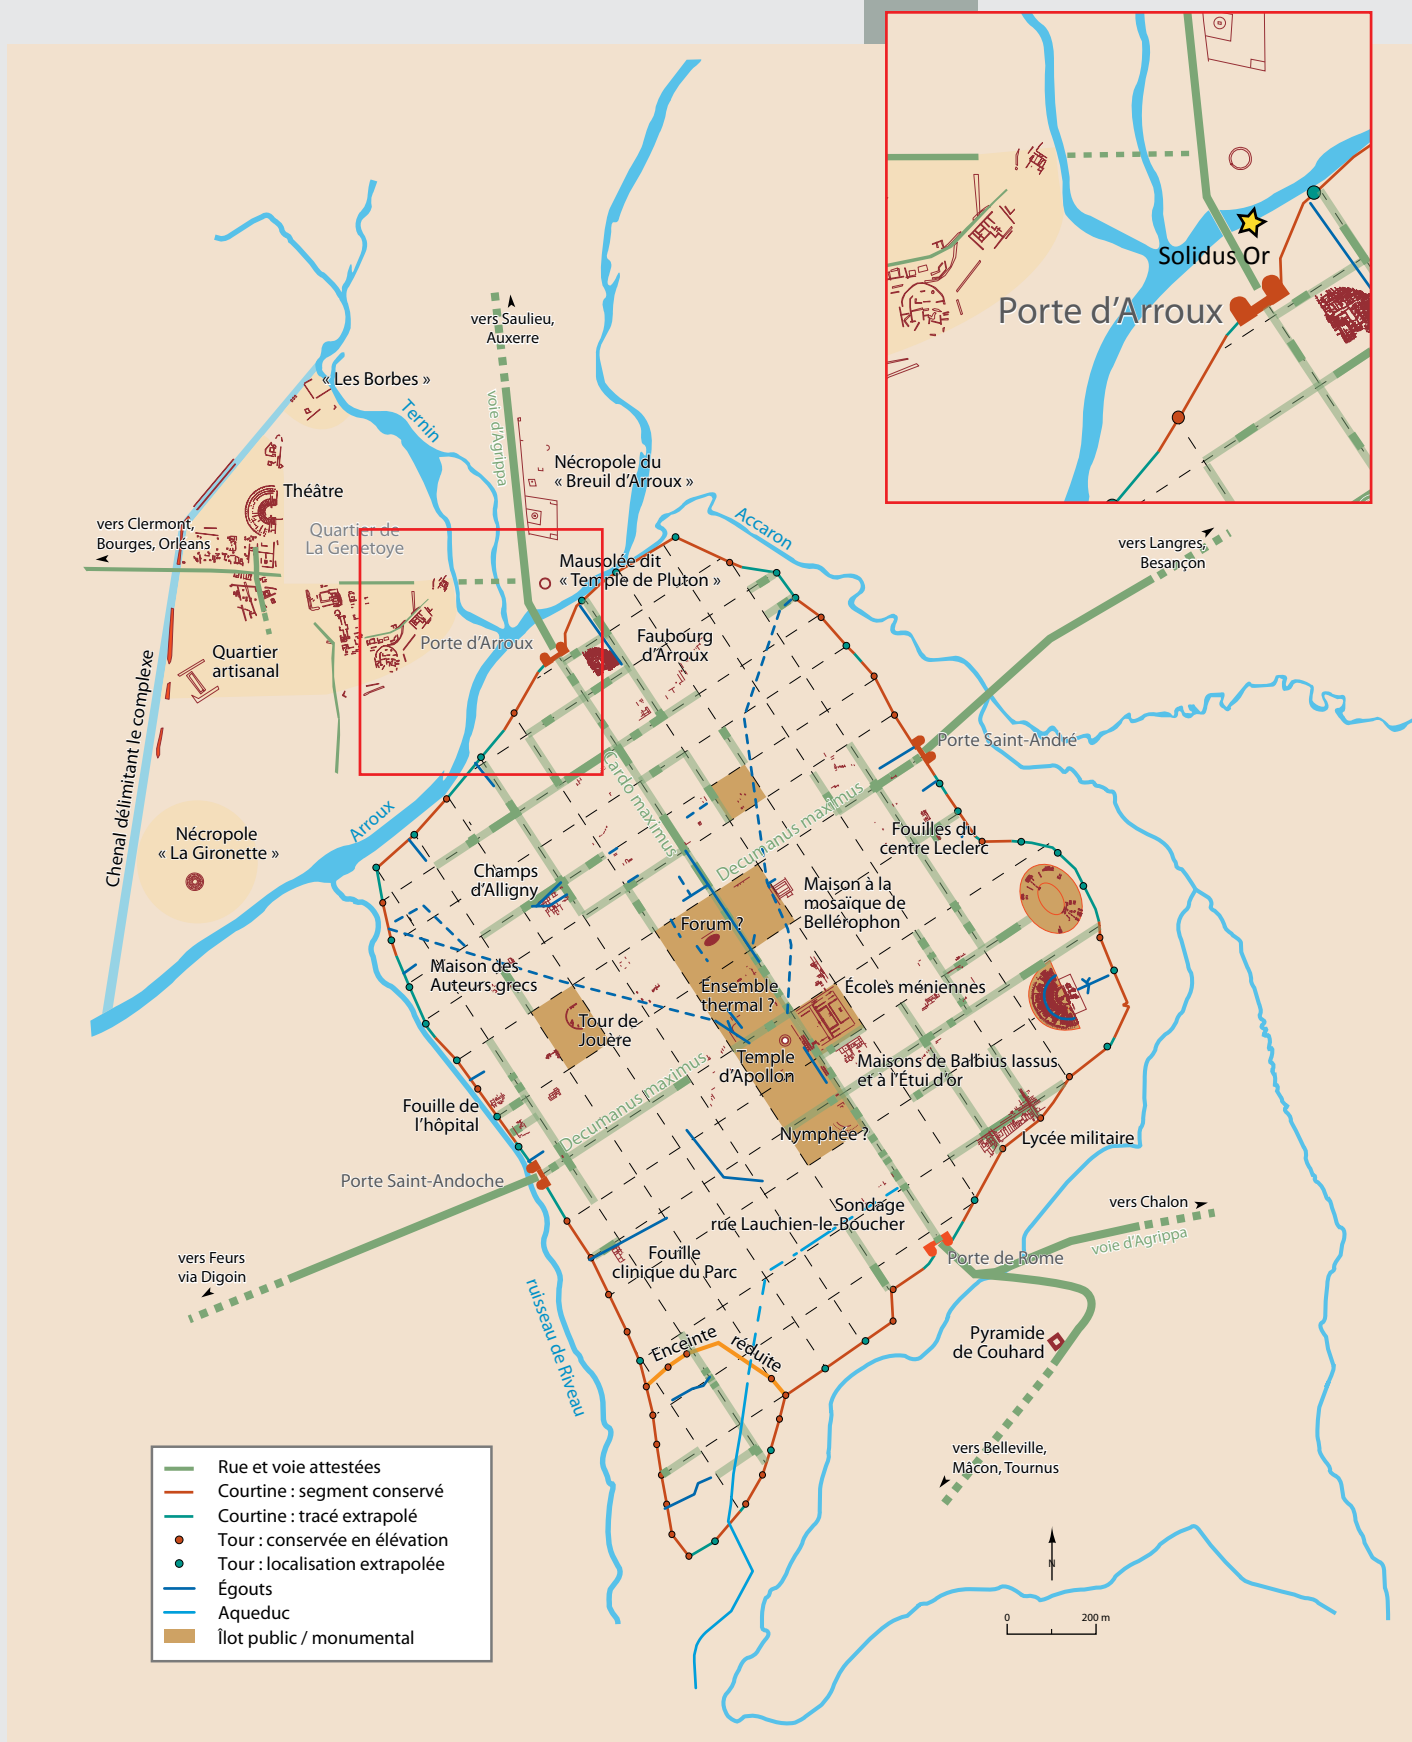 Solidus Or
Porte d'Arroux
vers Saulieu,
Auxerre
voie d'Agrippa
« Les Borbes »
Ternin
Nécropole du
« Breuil d'Arroux »
Théâtre
vers Clermont,
Bourges, Orléans
Quartier de
La Genetoye
Accaron
vers Langres,
Besançon
Mausolée dit
« Temple de Pluton »
Porte d'Arroux
Faubourg
d'Arroux
Quartier
artisanal
Chenal délimitant le complexe
Porte Saint-André
Cardo maximus
Decumanus maximus
Arroux
Nécropole
« La Gironette »
Fouilles du
centre Leclerc
Champs
d'Alligny
Maison à la
mosaïque de
Bellérophon
Forum ?
Maison des
Auteurs grecs
Ensemble
thermal ?
Écoles méniennes
Tour de
Jouère
Temple
d'Apollon
Maisons de Balbius Iassus
et à l'Étui d'or
Decumanus maximus
Fouille de
l'hôpital
Nymphée ?
Lycée militaire
Porte Saint-Andoche
Sondage
rue Lauchien-le-Boucher
vers Chalon
voie d'Agrippa
Porte de Rome
vers Feurs
via Digoin
Fouille
clinique du Parc
ruisseau de Riveau
Enceinte réduite
Pyramide
de Couhard
vers Belleville,
Mâcon, Tournus
Rue et voie attestées
Courtine : segment conservé
Courtine : tracé extrapolé
Tour : conservée en élévation
Tour : localisation extrapolée
Égouts
Aqueduc
Îlot public / monumental
N
0 200 m